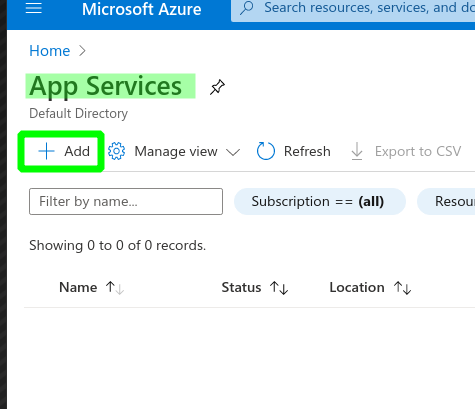 Microsoft Azure
Search resources, services, and do
Home
App Services
Default Directory
Add Manage view Refresh Export to CSV
Filter by name... Subscription == (all) Resour
Showing 0 to 0 of 0 records.
Name Status Location